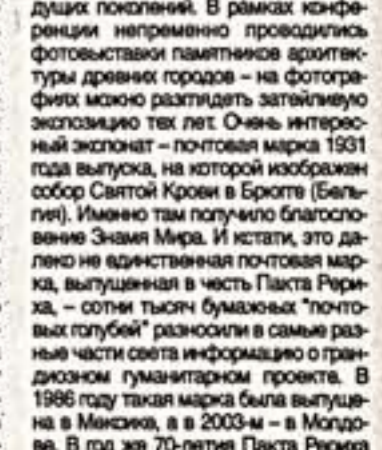 дущих поколений. В рамках конфе-
ренции непременно проводились
фотовыставки памятников архитек-
туры древних городов – на фотогра-
фиях можно разглядеть затейливую
экспозицию тех лет. Очень интерес-
ный экспонат – почтовая марка 1931
года выпуска, на которой изображен
собор Святой Крови в Брюгге (Бель-
гия). Именно там получило благосло-
вение Знамя Мира. И кстати, это да-
леко не единственная почтовая мар-
ка, выпущенная в честь Пакта Рери-
ха, – сотни тысяч бумажных "почто-
вых голубей" разносили в самые раз-
ные части света информацию о гран-
диозном гуманитарном проекте. В
1986 году такая марка была выпуще-
на в Мексике, а в 2003-м – в Молдо-
ве. В год же 70-летия Пакта Рериха